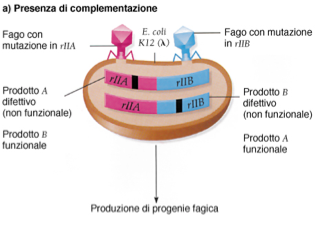 a) Presenza di complementazione
Fago con
mutazione in rIIA
E. coli
K12 (λ)
Fago con mutazione
in rIIB
rIIA
rIIB
rIIA
rIIB
Prodotto A
difettivo
(non funzionale)
Prodotto B
funzionale
Prodotto B
difettivo
(non funzionale)
Prodotto A
funzionale
Produzione di progenie fagica